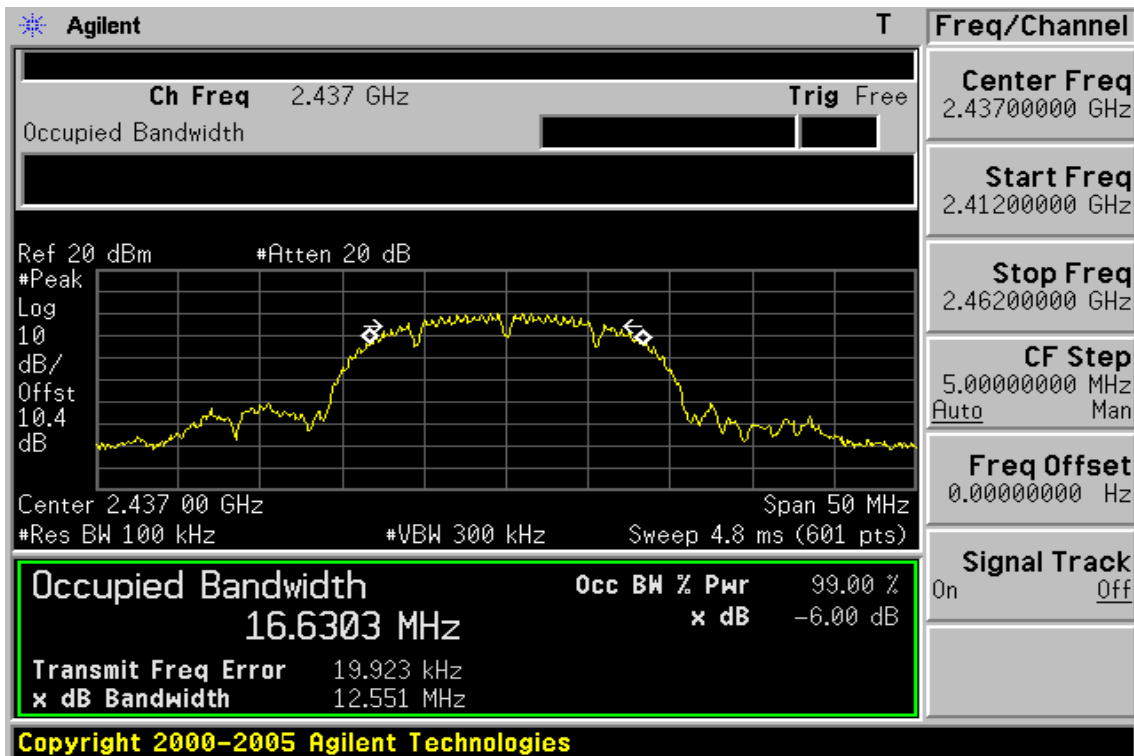 Agilent T
Freq/Channel
Ch Freq 2.437 GHz Trig Free
Occupied Bandwidth
Center Freq
2.43700000 GHz
Start Freq
2.41200000 GHz
Stop Freq
2.46200000 GHz
CF Step
5.00000000 MHz
Auto Man
Freq Offset
0.00000000 Hz
Signal Track
On Off
Ref 20 dBm #Atten 20 dB
#Peak
Log
10
dB/
Offst
10.4
dB
Center 2.437 00 GHz Span 50 MHz
#Res BW 100 kHz #VBW 300 kHz Sweep 4.8 ms (601 pts)
Occupied Bandwidth Occ BW % Pwr 99.00 %
16.6303 MHz x dB -6.00 dB
Transmit Freq Error 19.923 kHz
x dB Bandwidth 12.551 MHz
Copyright 2000-2005 Agilent Technologies